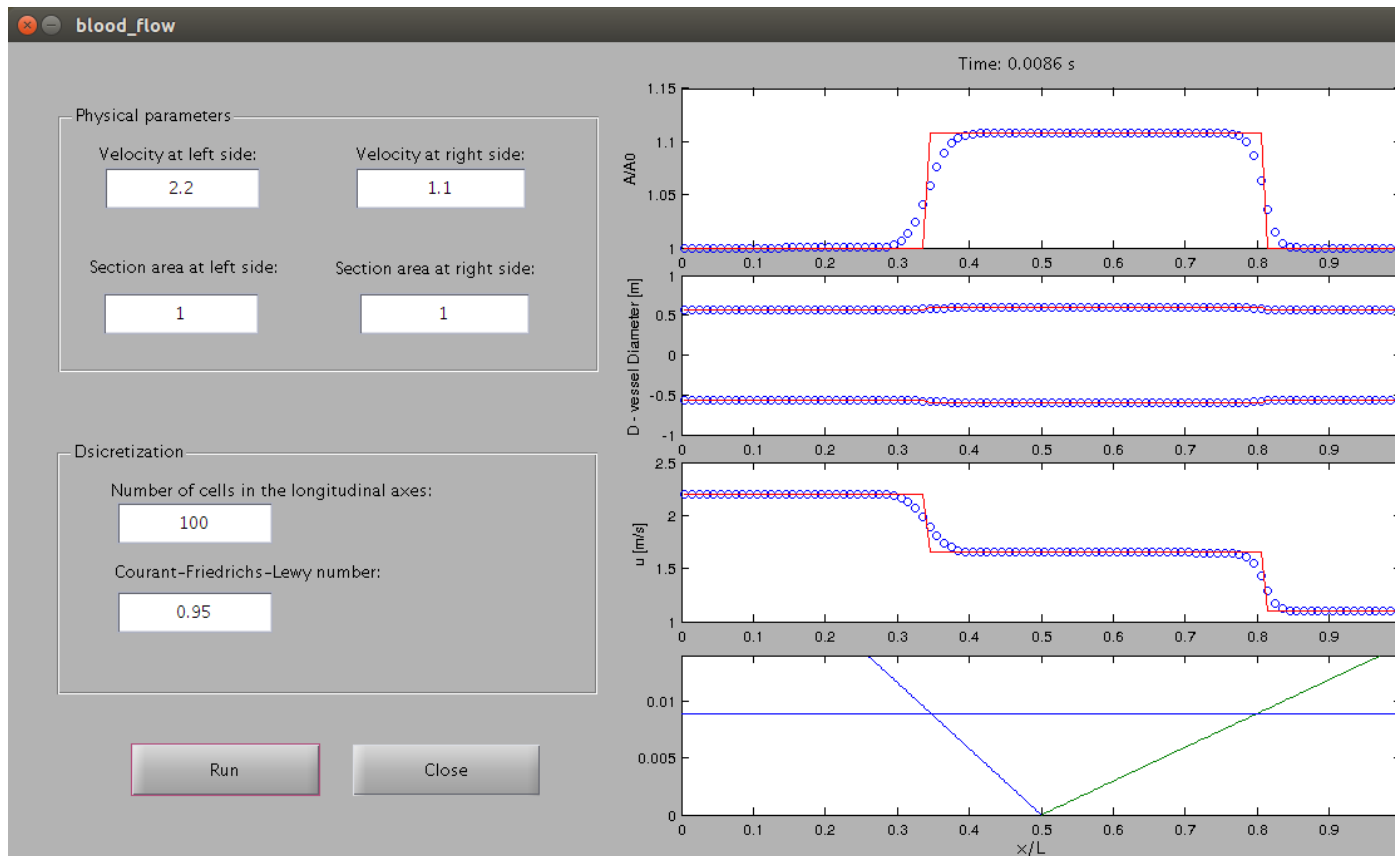 blood_flow
Physical parameters
Velocity at left side:
Velocity at right side:
2.2
1.1
Section area at left side:
Section area at right side:
1
1
Dsicretization
Number of cells in the longitudinal axes:
100
Courant-Friedrichs-Lewy number:
0.95
Run
Close
Time: 0.0086 s
A/A0
1.15
1.1
1.05
1
0 0.1 0.2 0.3 0.4 0.5 0.6 0.7 0.8 0.9
D - vessel Diameter [m]
1
0.5
0
-0.5
-1
0 0.1 0.2 0.3 0.4 0.5 0.6 0.7 0.8 0.9
u [m/s]
2.5
2
1.5
1
0 0.1 0.2 0.3 0.4 0.5 0.6 0.7 0.8 0.9
0.01
0.005
0
0 0.1 0.2 0.3 0.4 0.5 0.6 0.7 0.8 0.9
x/L